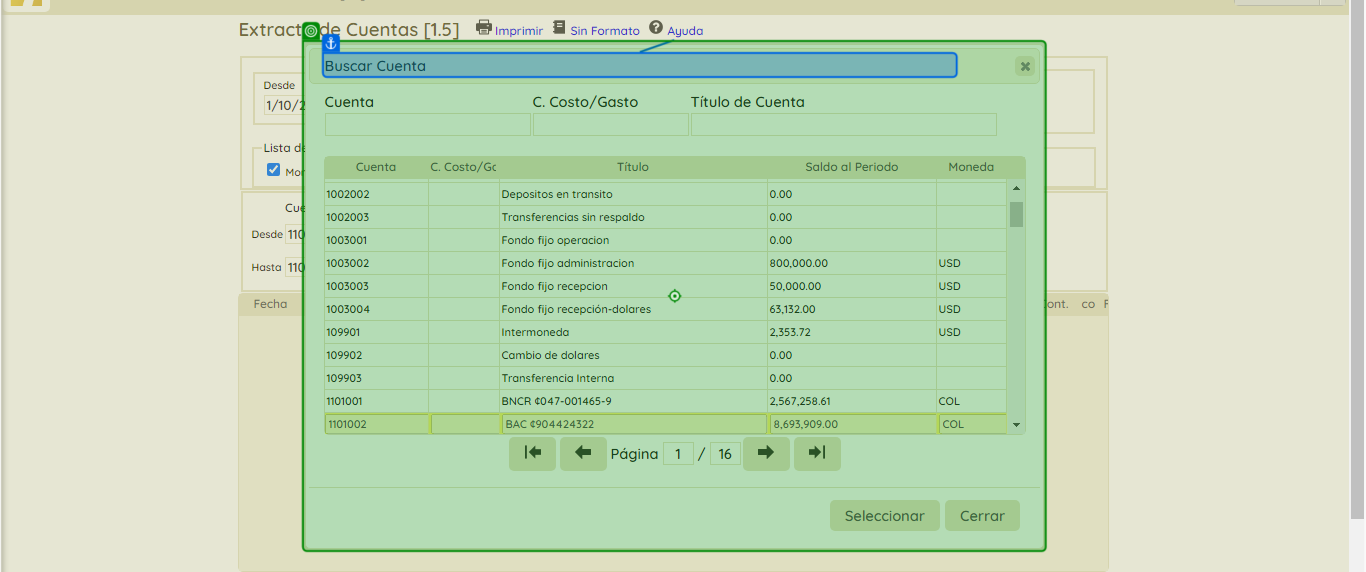 Extracto de Cuentas [1.5] Imprimir Sin Formato Ayuda
Buscar Cuenta
Desde
1/10/2
Cuenta C. Costo/Gasto Título de Cuenta
Lista de
Mon
Cuenta C. Costo/Ga Título Saldo al Periodo Moneda
1002002 Depositos en transito 0.00
1002003 Transferencias sin respaldo 0.00
1003001 Fondo fijo operacion 0.00
1003002 Fondo fijo administracion 800,000.00 USD
1003003 Fondo fijo recepcion 50,000.00 USD
1003004 Fondo fijo recepción-dolares 63,132.00 USD
109901 Intermoneda 2,353.72 USD
109902 Cambio de dolares 0.00
109903 Transferencia Interna 0.00
1101001 BNCR ¢047-001465-9 2,567,258.61 COL
1101002 BAC ¢904424322 8,693,909.00 COL
Cue
Desde 110
Hasta 110
Fecha ont. co F
Página 1 / 16
Seleccionar Cerrar